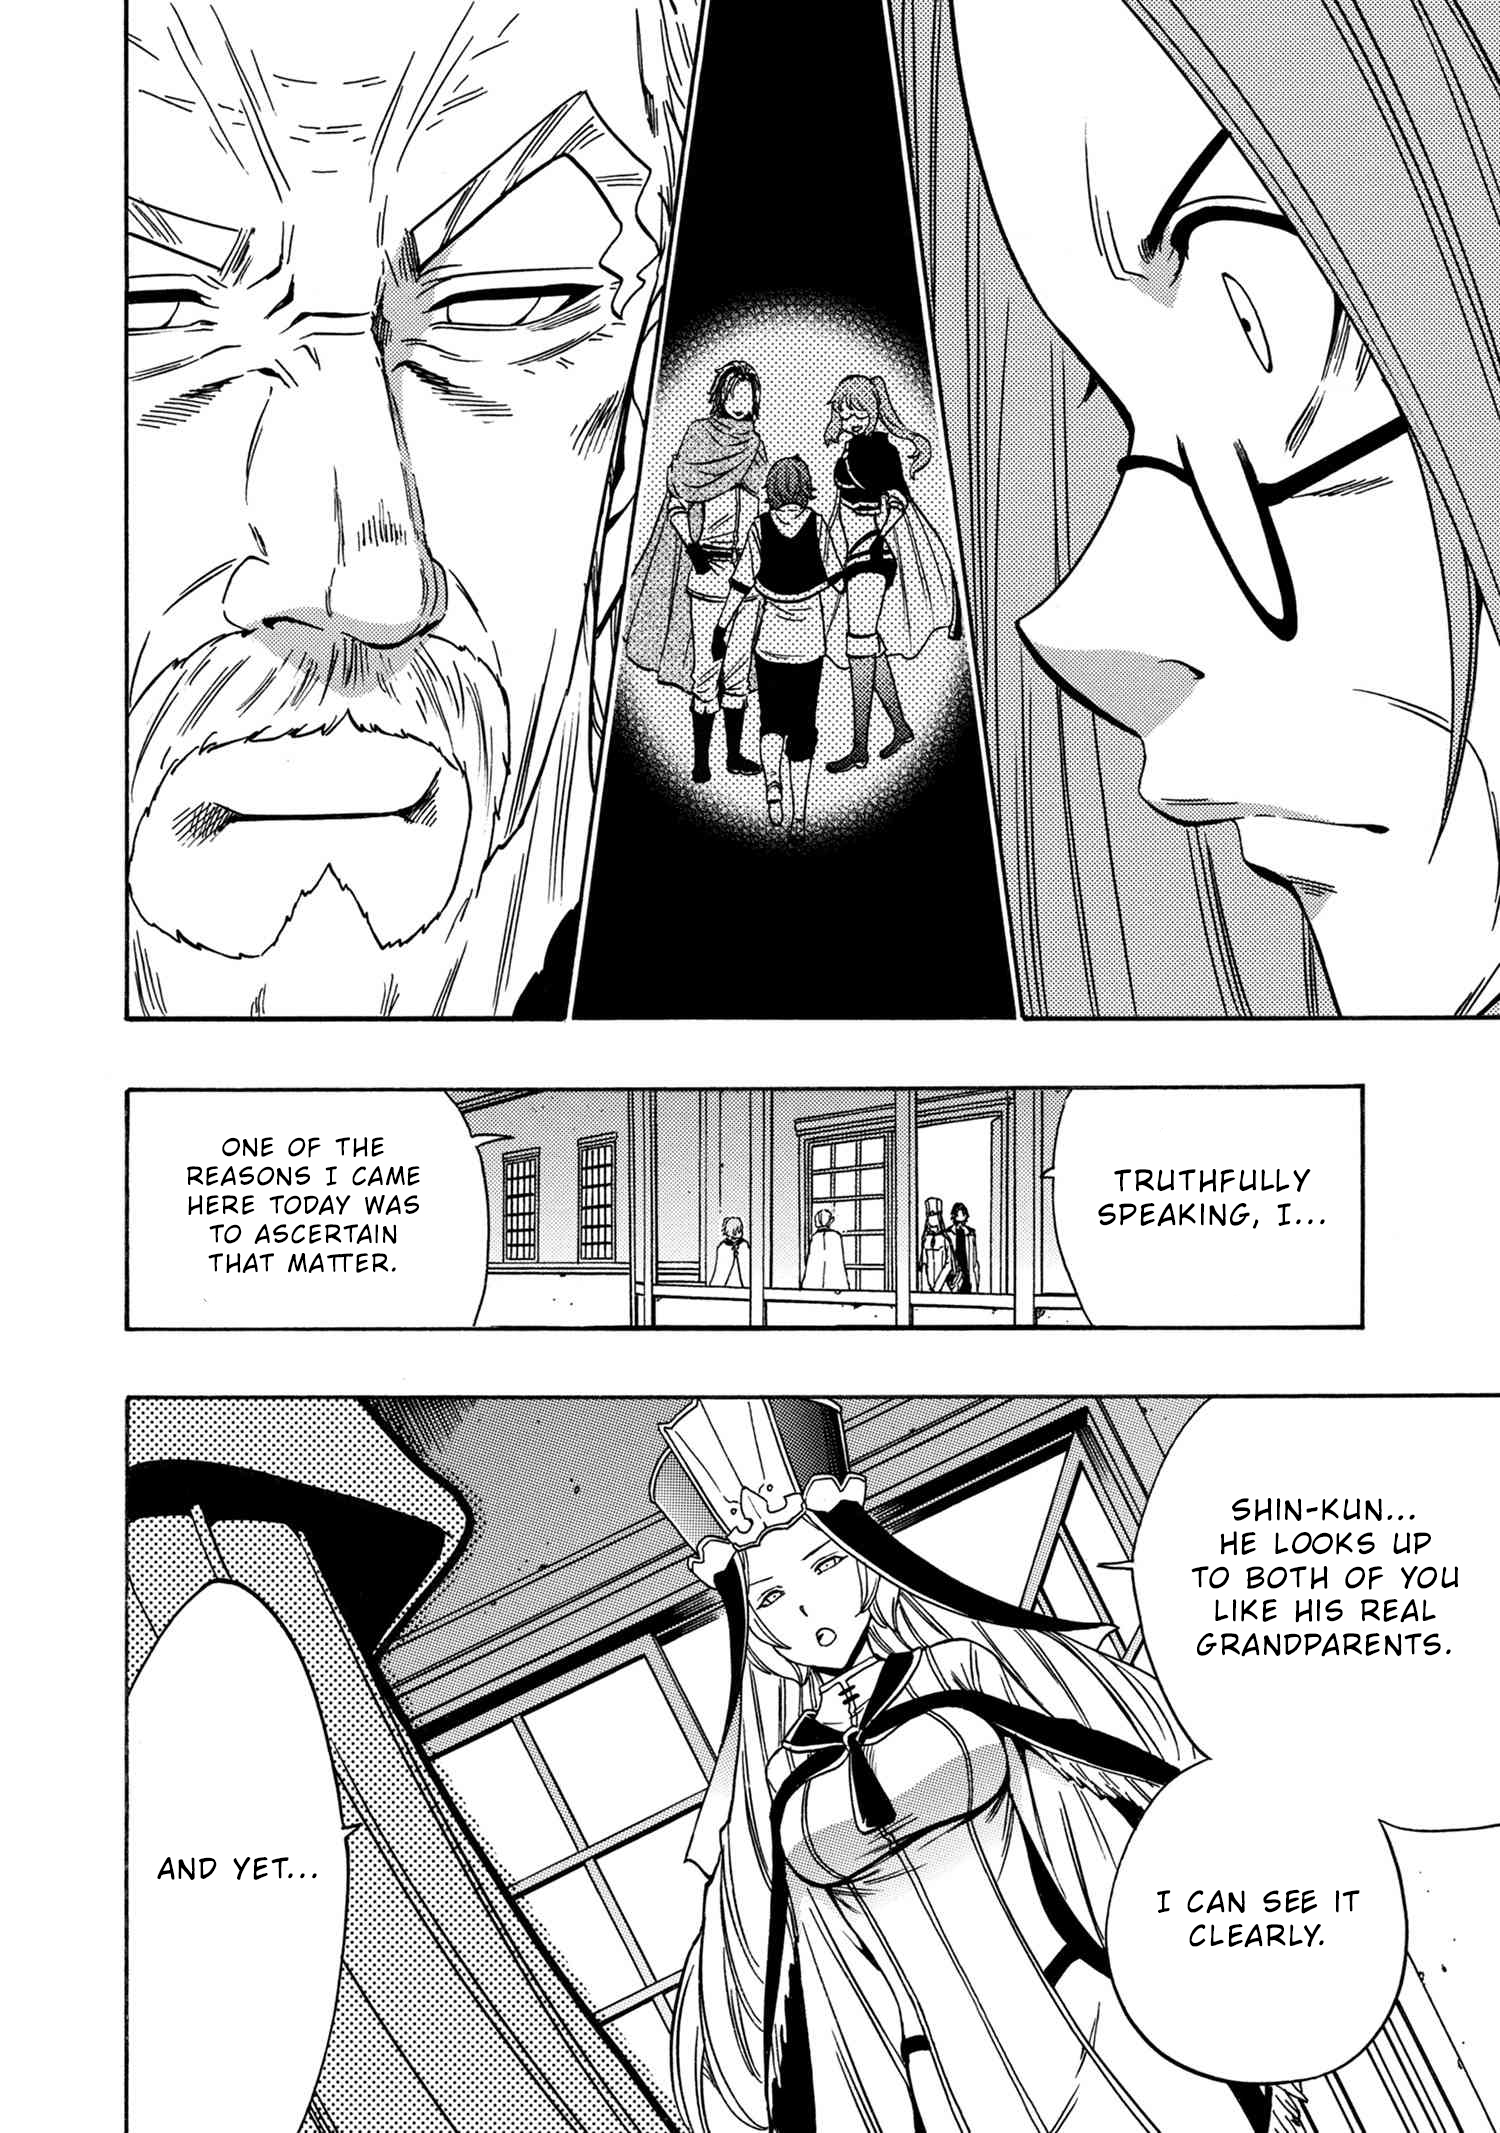 TRUTHFULLY
SPEAKING, I...
ONE OF THE
REASONS I CAME
HERE TODAY WAS
TO ASCERTAIN
THAT MATTER.
SHIN-KUN...
HE LOOKS UP
TO BOTH OF YOU
LIKE HIS REAL
GRANDPARENTS.
I CAN SEE IT
CLEARLY.
AND YET...